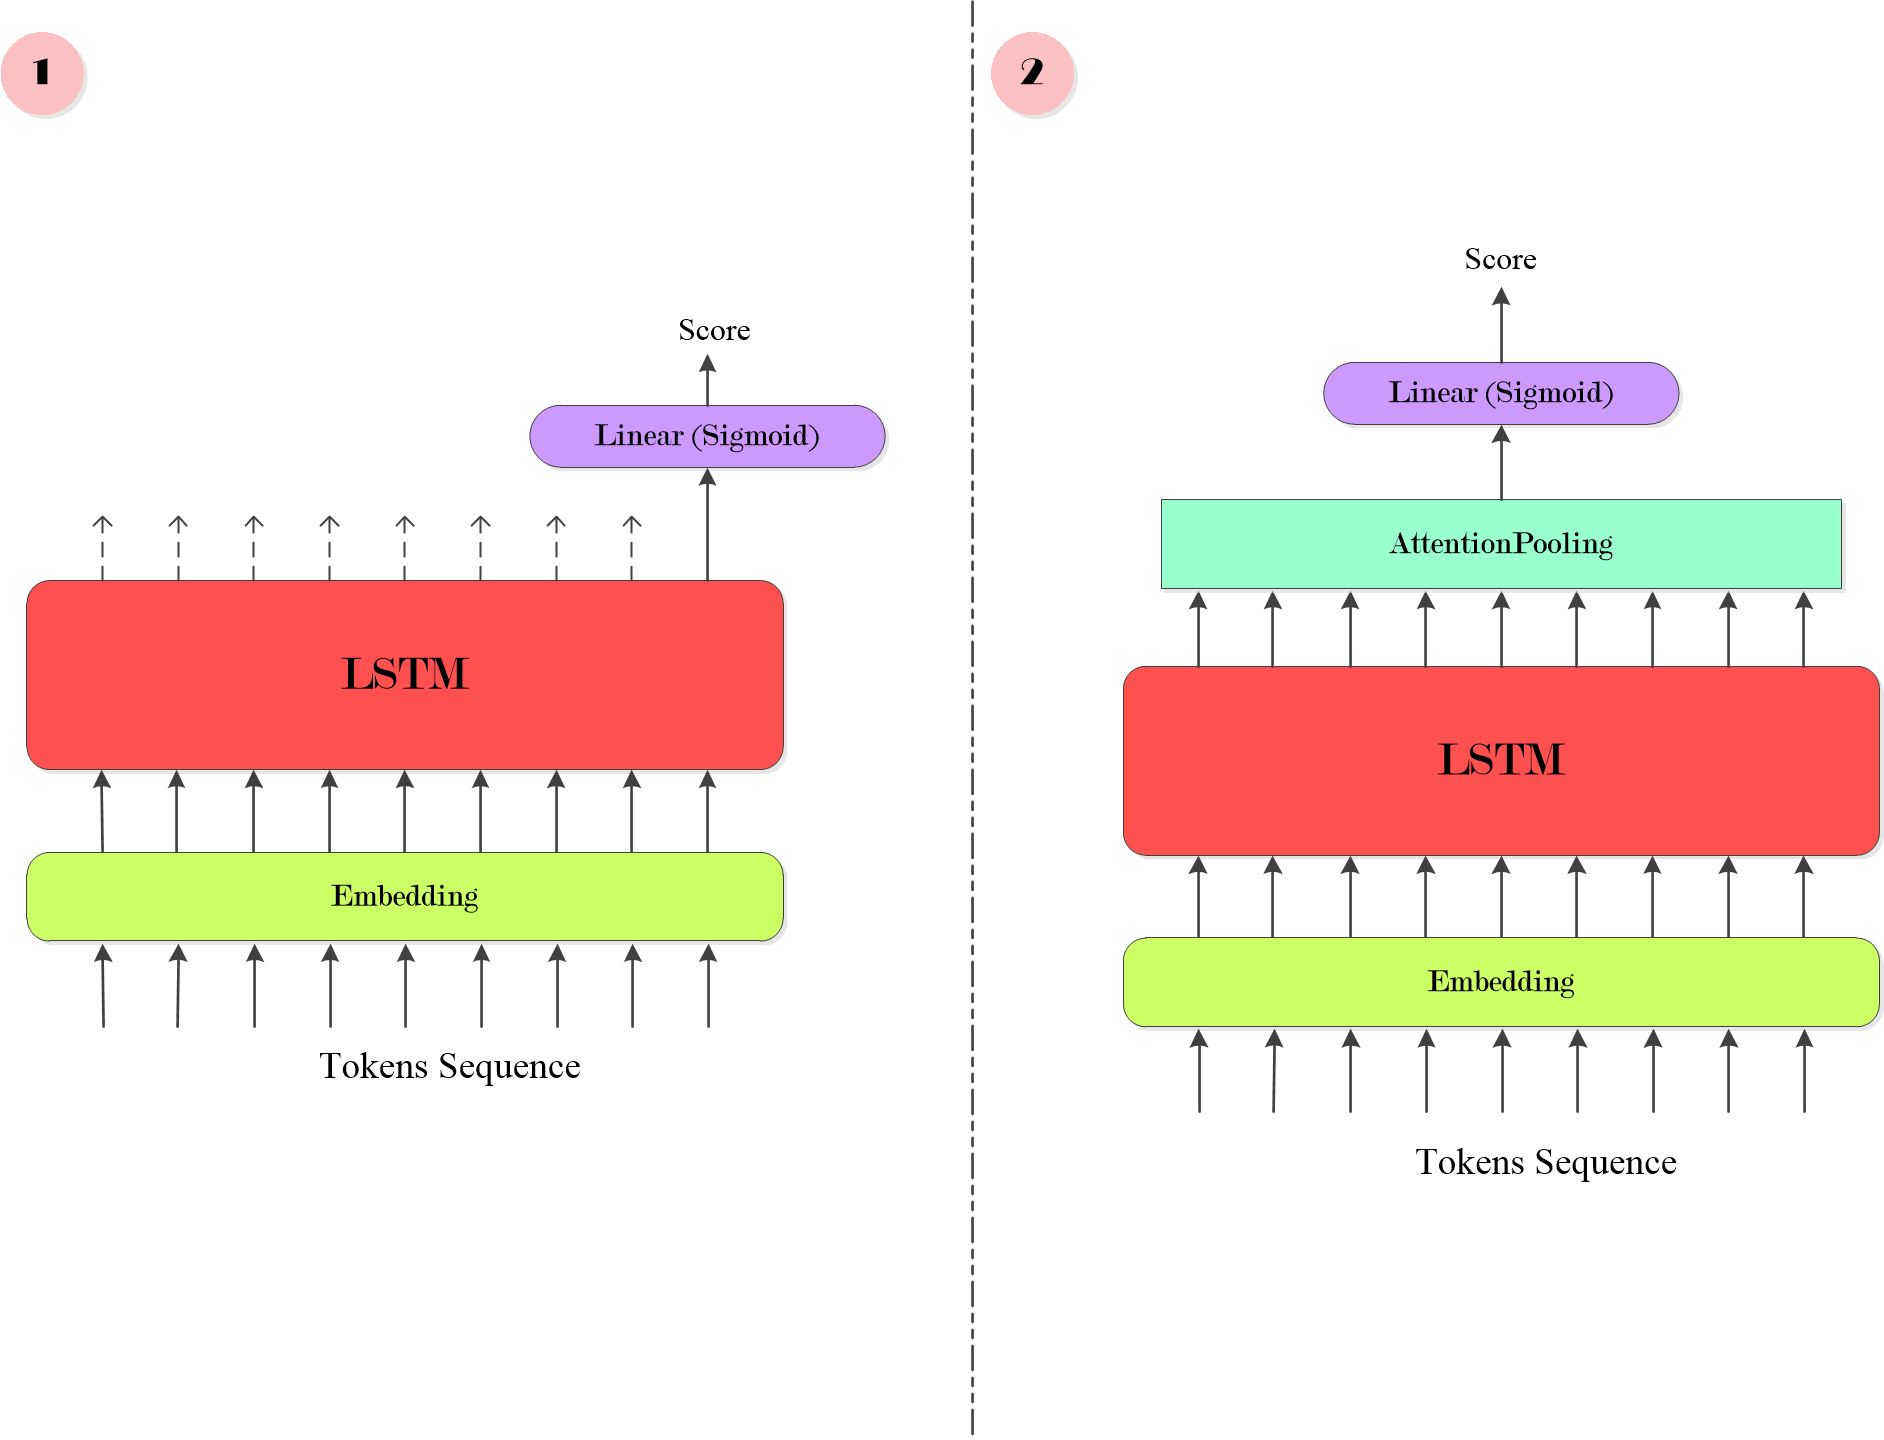 1
Score
Linear (Sigmoid)
LSTM
Embedding
Tokens Sequence
2
Score
Linear (Sigmoid)
AttentionPooling
LSTM
Embedding
Tokens Sequence